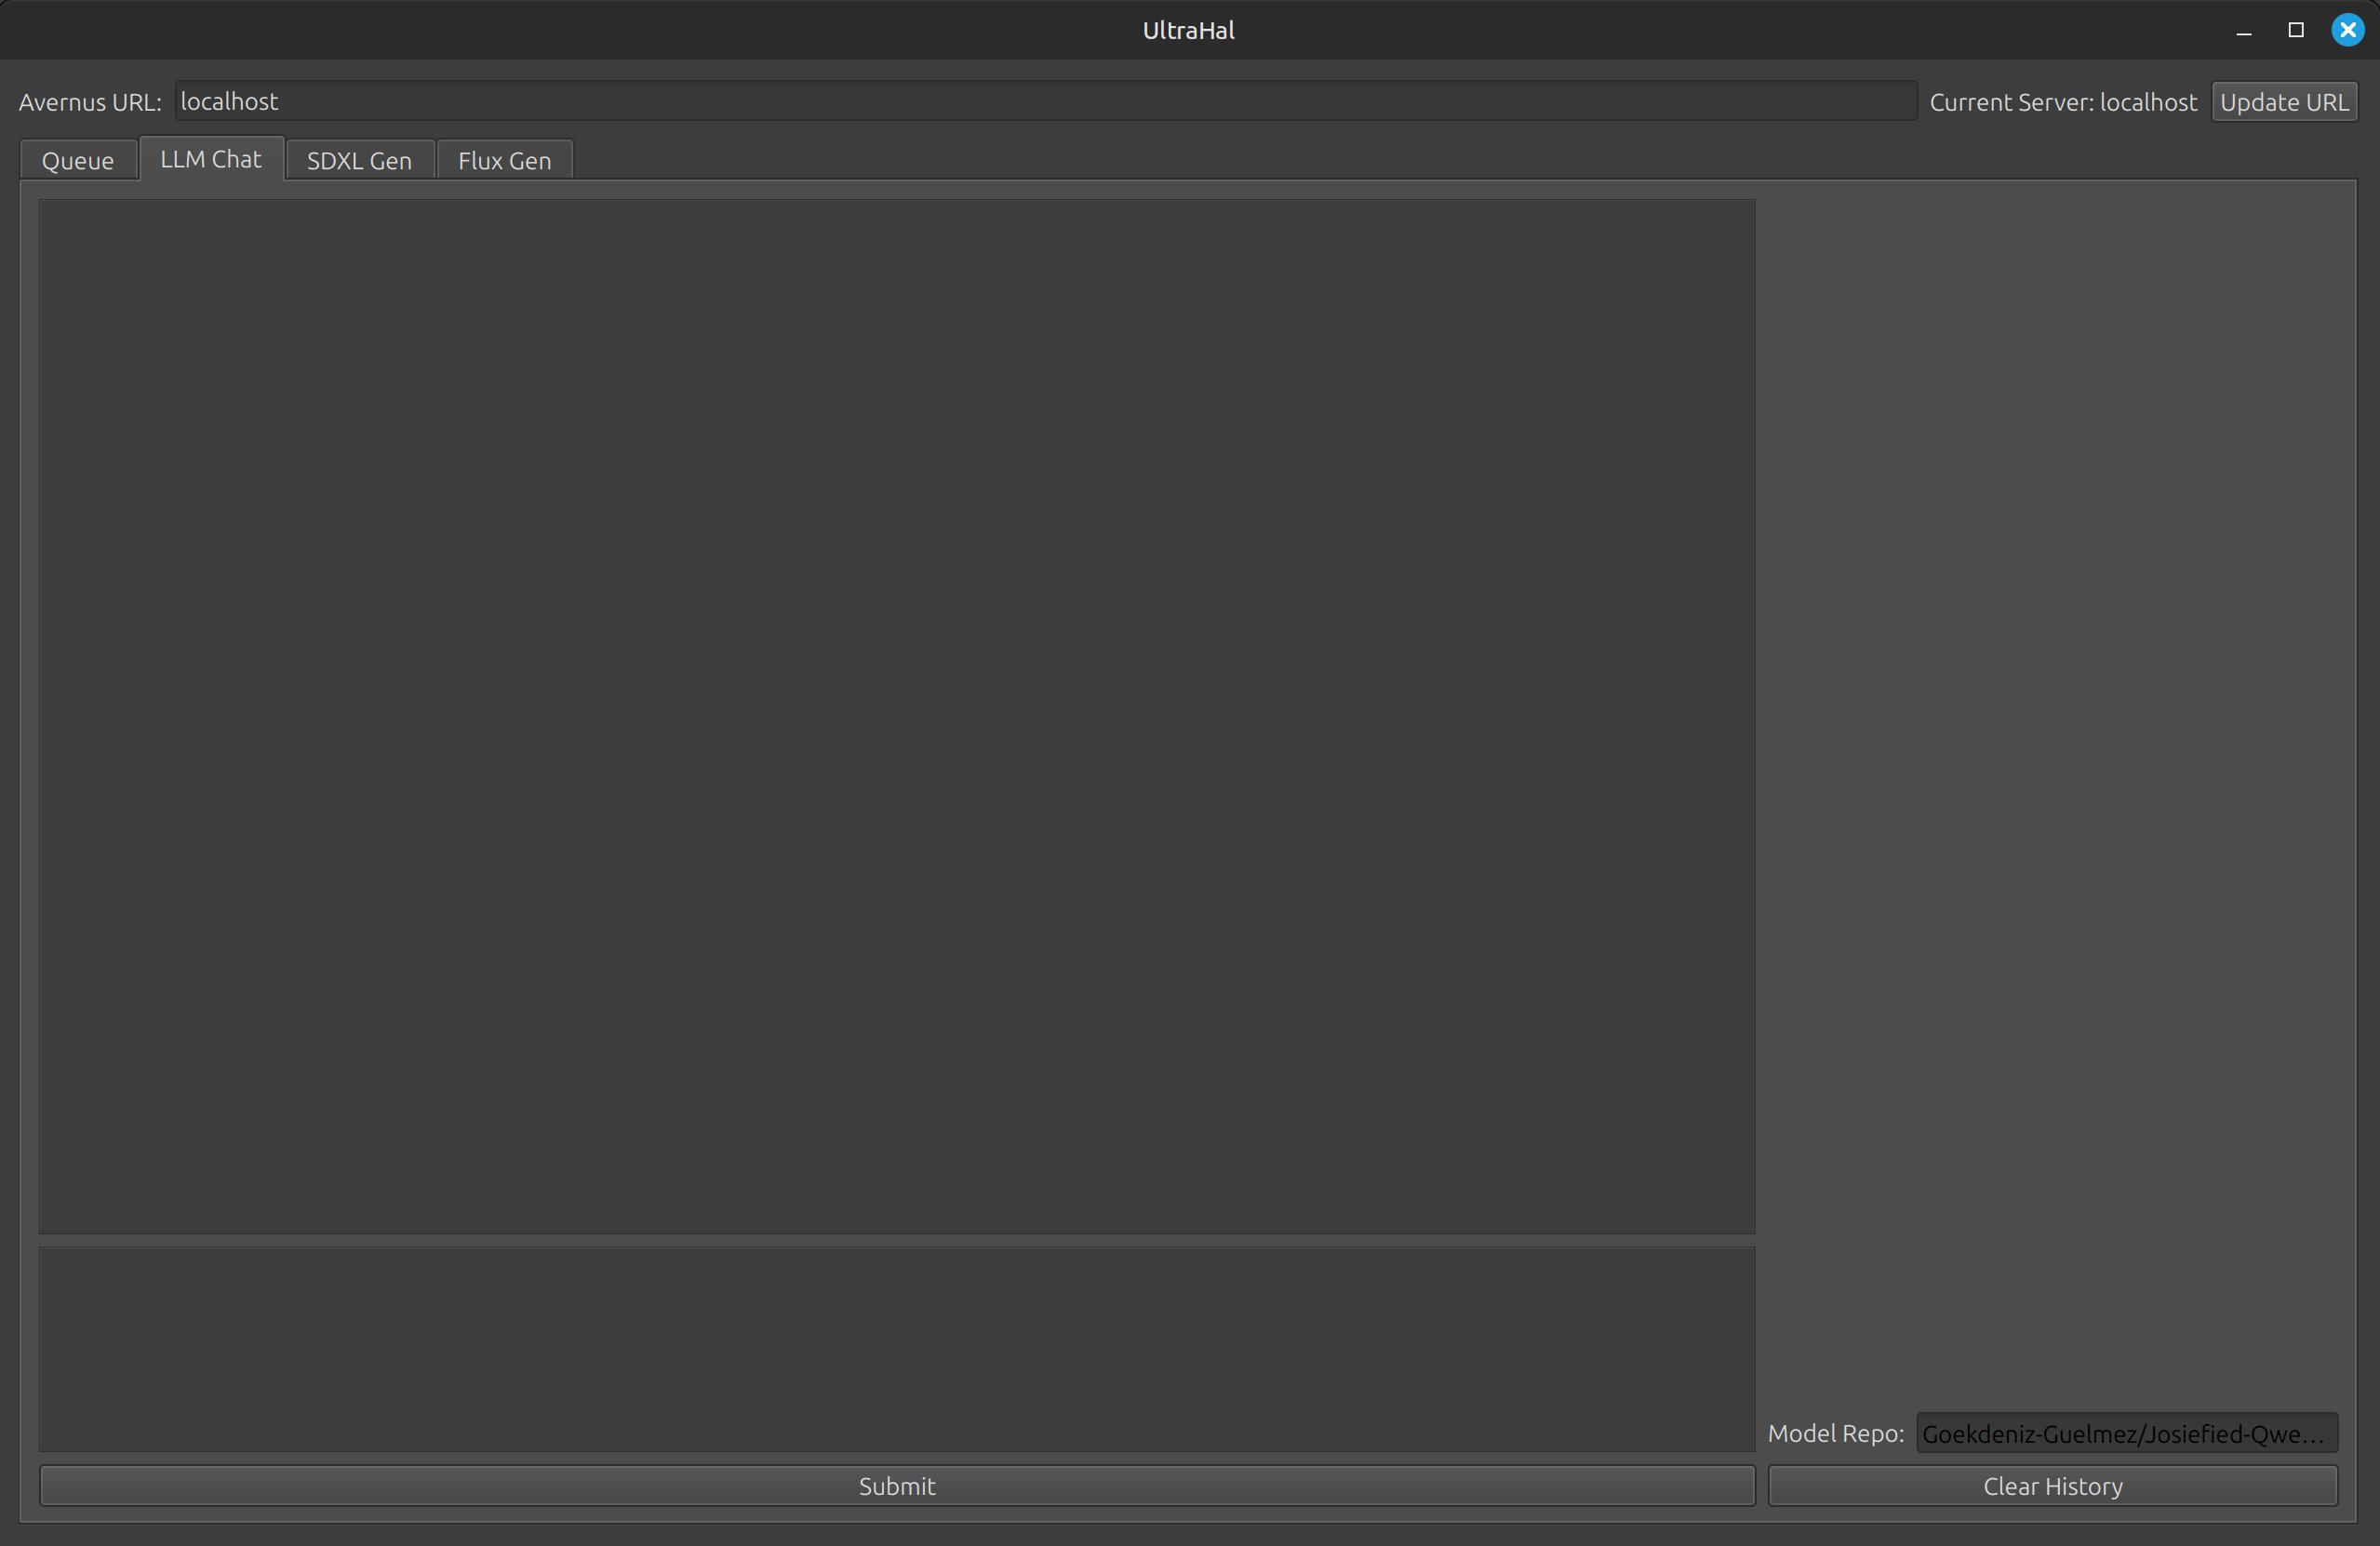 UltraHal
Avernus URL: localhost Current Server: localhost Update URL
Queue LLM Chat SDXL Gen Flux Gen
Model Repo: Goekdeniz-Guelmez/Josiefied-Qwe...
Submit Clear History